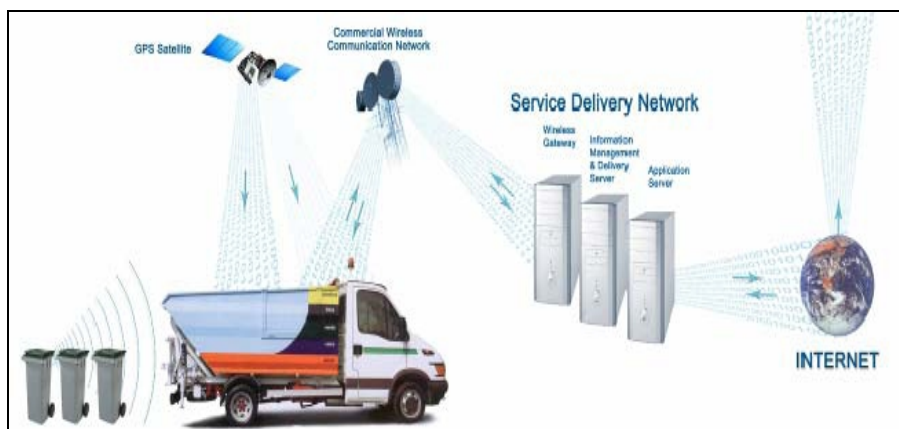 GPS Satellite
Commercial Wireless
Communication Network
Service Delivery Network
Wireless
Gateway
Information
Management
& Delivery
Server
Application
Server
INTERNET